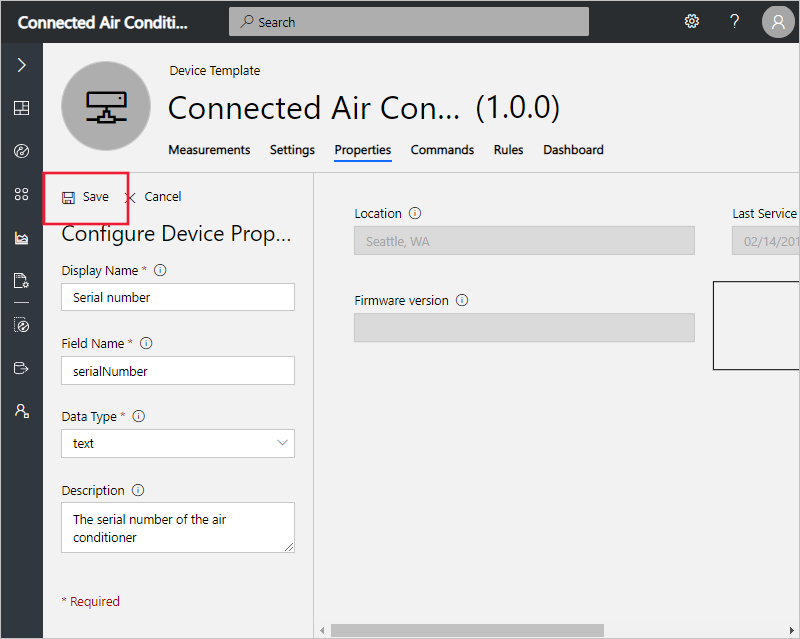 Connected Air Conditi...
Search
?
Device Template
Connected Air Con... (1.0.0)
Measurements Settings Properties Commands Rules Dashboard
Save Cancel
Configure Device Prop...
Display Name *
Serial number
Field Name *
serialNumber
Data Type *
text
Description
The serial number of the air
conditioner
* Required
Location
Seattle, WA
Last Service
02/14/201
Firmware version